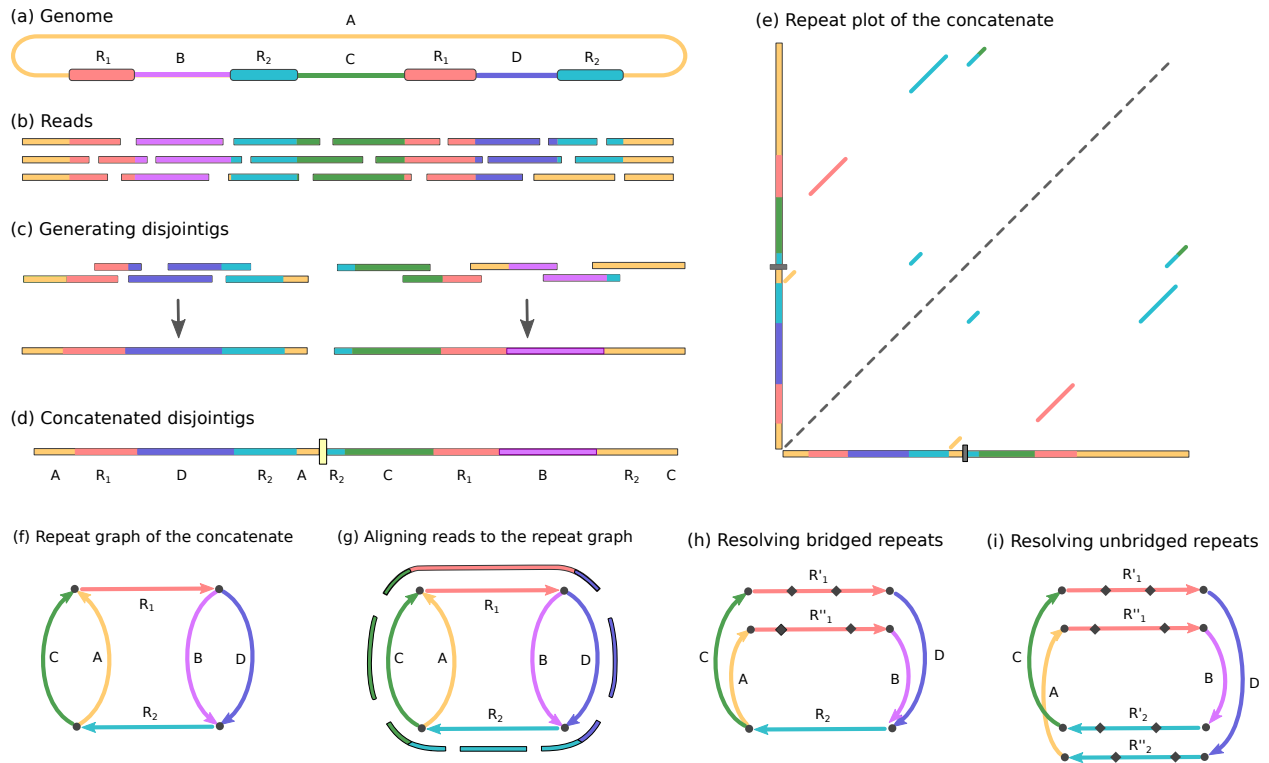 (a) Genome
A
R1 B R2 C R1 D R2
(b) Reads
(c) Generating disjointigs
(d) Concatenated disjointigs
A R1 D R2 A R2 C R1 B R2 C
(e) Repeat plot of the concatenate
(f) Repeat graph of the concatenate
R1
C A B D
R2
(g) Aligning reads to the repeat graph
R1
C A B D
R2
(h) Resolving bridged repeats
R'1
R''1
C A B D
R2
(i) Resolving unbridged repeats
R'1
R''1
C A B D
R'2
R''2